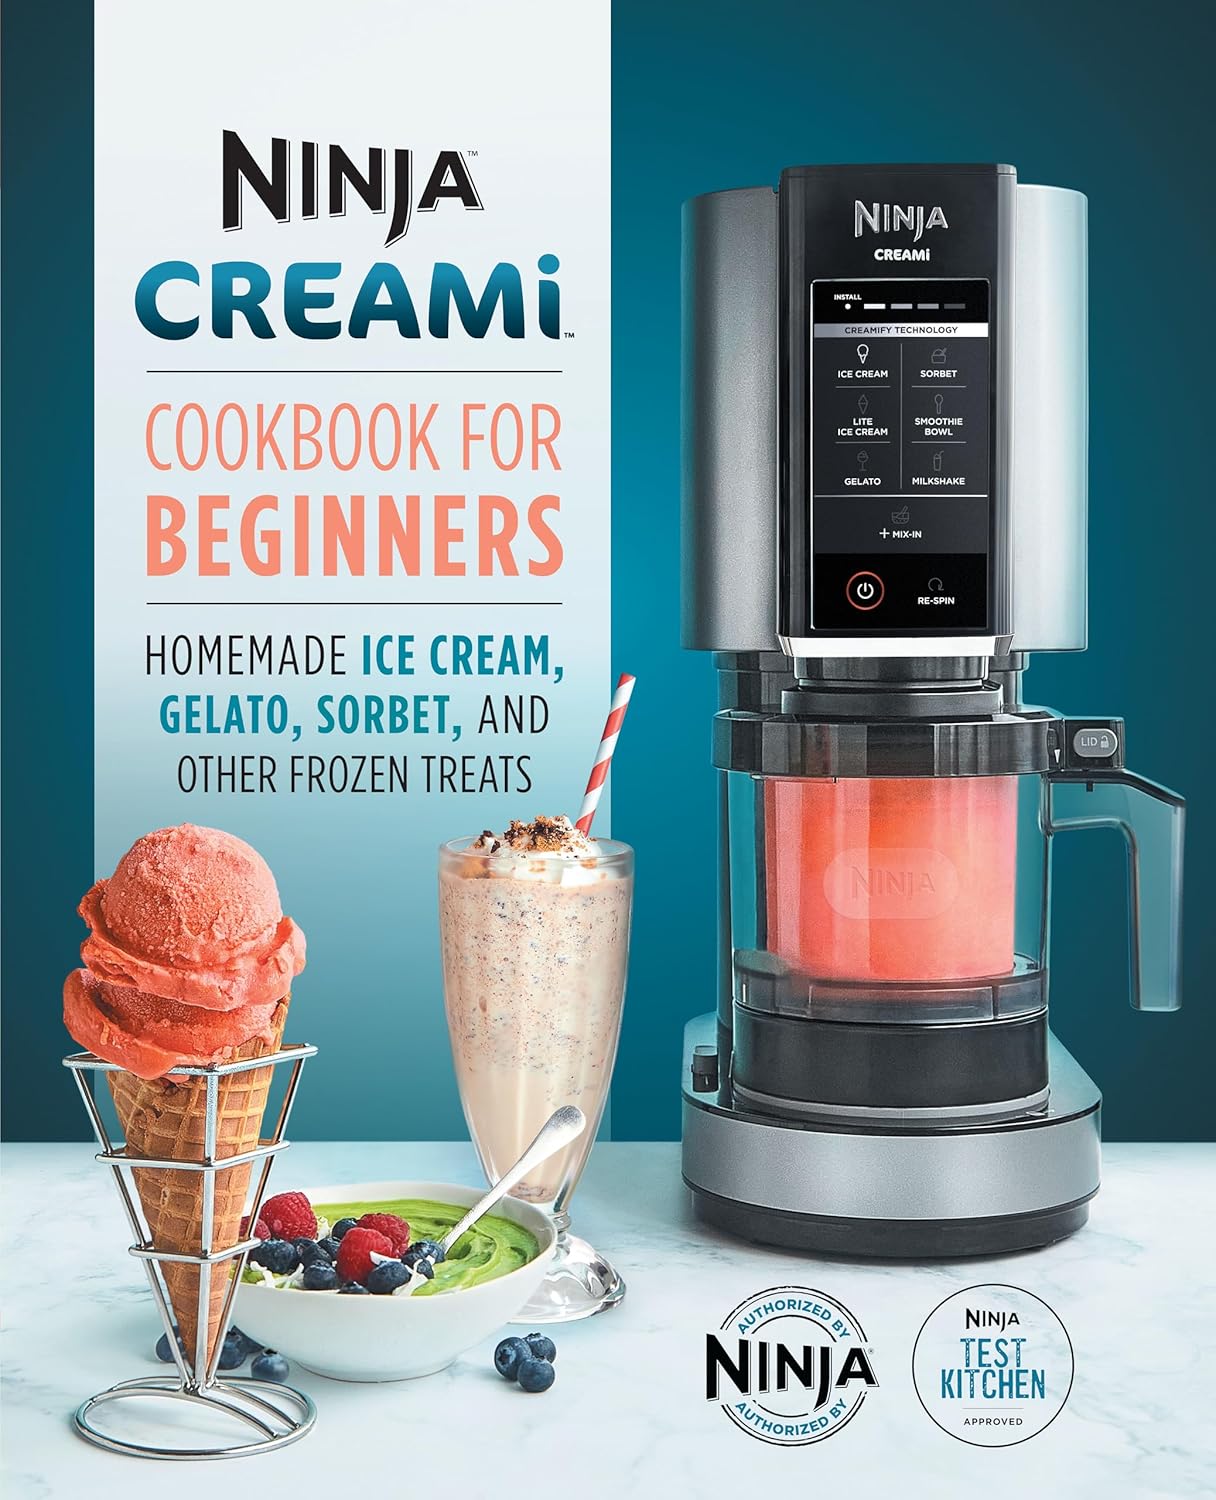 NINJA™
CREAMi™
COOKBOOK FOR
BEGINNERS
HOMEMADE ICE CREAM,
GELATO, SORBET, AND
OTHER FROZEN TREATS
NINJA
CREAMi
INSTALL
CREAMIFY TECHNOLOGY
ICE CREAM
SORBET
LITE
ICE CREAM
SMOOTHIE
BOWL
GELATO
MILKSHAKE
+ MIX-IN
RE-SPIN
LID
NINJA
AUTHORIZED BY
NINJA®
AUTHORIZED BY
NINJA
TEST
KITCHEN
APPROVED